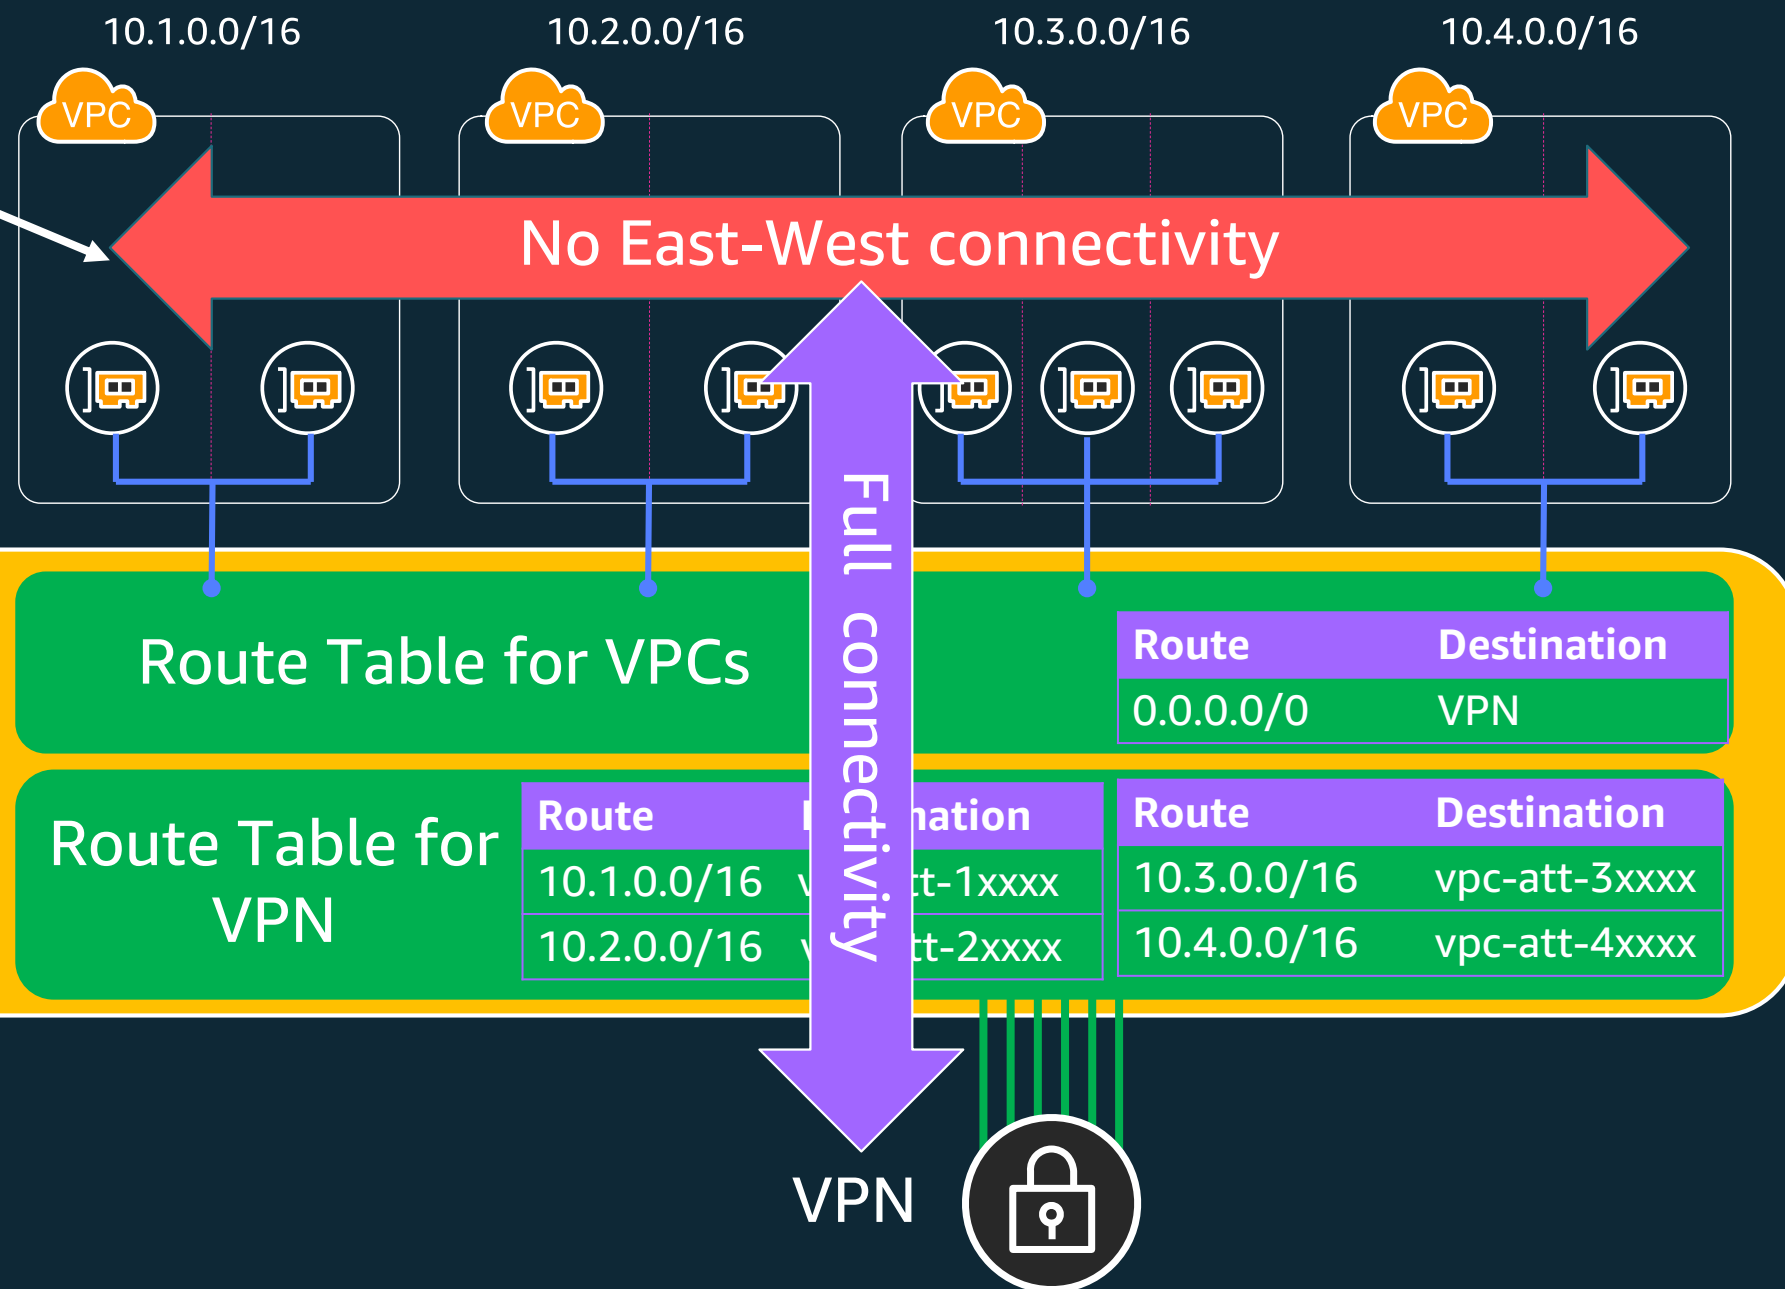 10.1.0.0/16 10.2.0.0/16 10.3.0.0/16 10.4.0.0/16
VPC VPC VPC VPC
No East-West connectivity
Full connectivity
Route Table for VPCs
Route Destination
0.0.0.0/0 VPN
Route Table for
VPN
Route
10.1.0.0/16
10.2.0.0/16
Route Destination
10.3.0.0/16 vpc-att-3xxxx
10.4.0.0/16 vpc-att-4xxxx
VPN